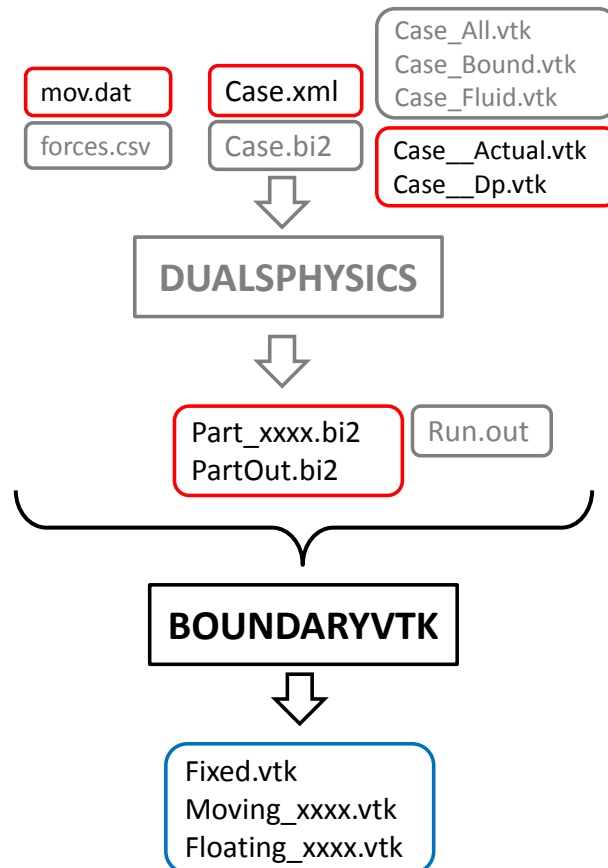 Case_All.vtk
Case_Bound.vtk
Case_Fluid.vtk
mov.dat
Case.xml
forces.csv
Case.bi2
Case__Actual.vtk
Case__Dp.vtk
DUALSPHYSICS
Part_xxxx.bi2
PartOut.bi2
Run.out
BOUNDARYVTK
Fixed.vtk
Moving_xxxx.vtk
Floating_xxxx.vtk